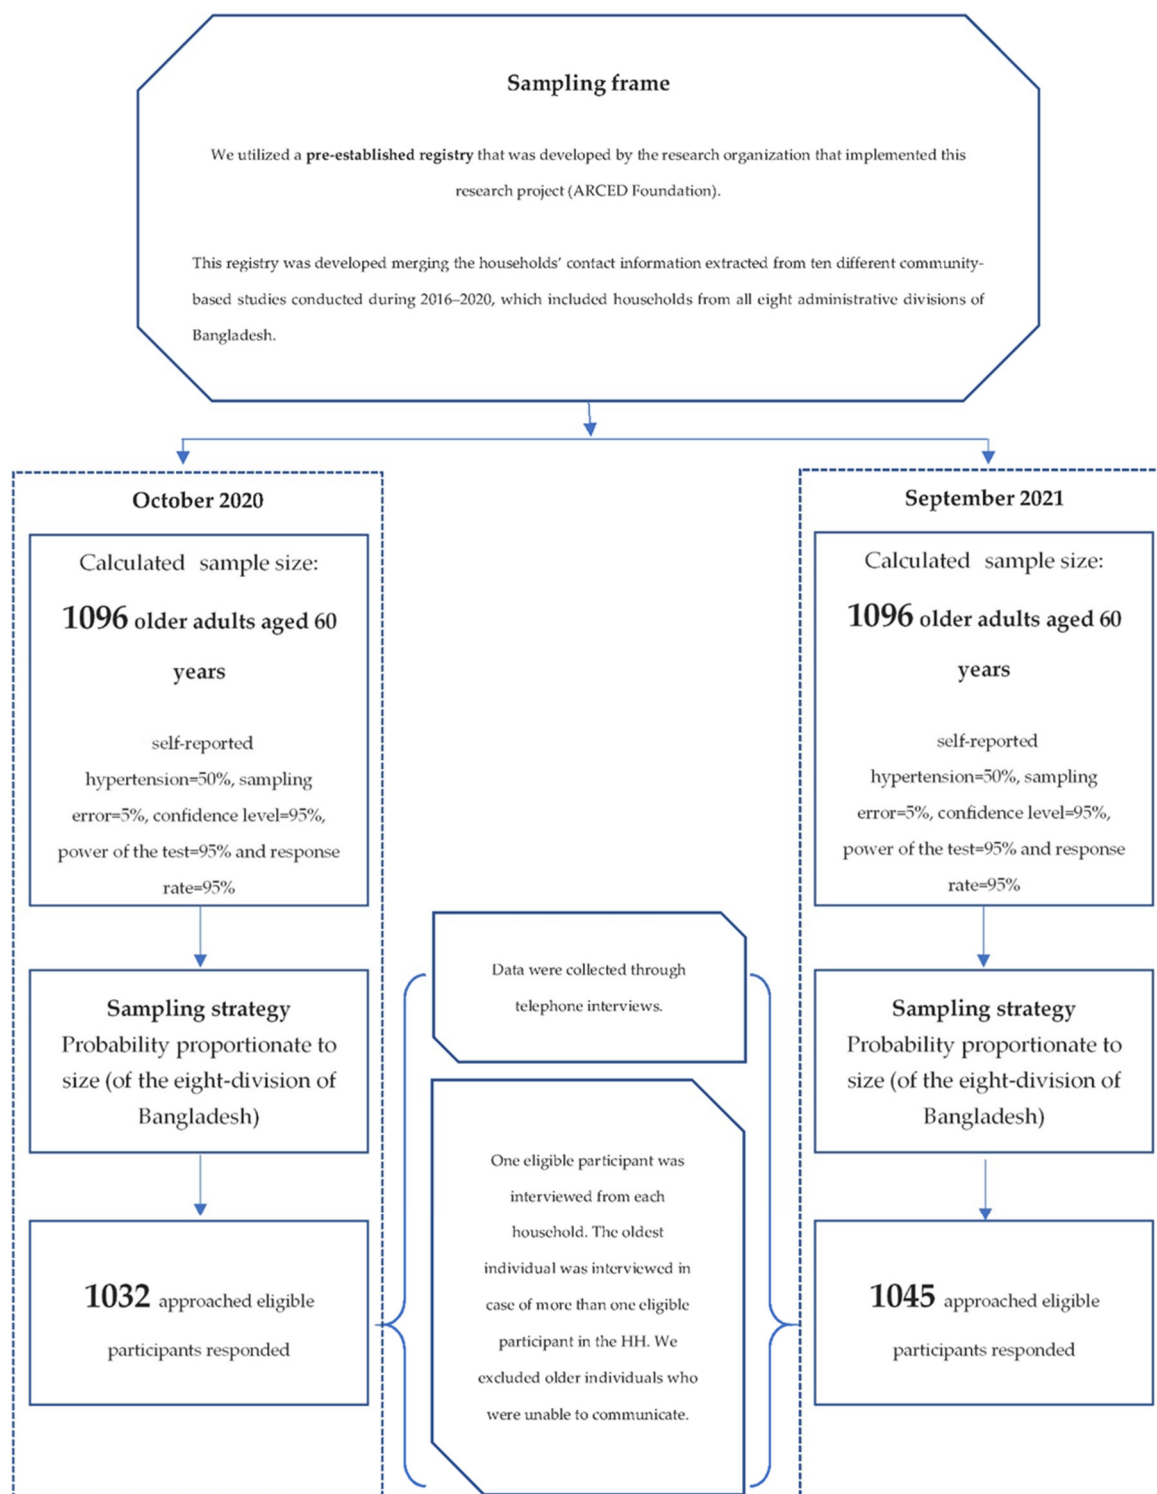 Sampling frame
We utilized a pre-established registry that was developed by the research organization that implemented this
research project (ARCED Foundation).
This registry was developed merging the households’ contact information extracted from ten different community-
based studies conducted during 2016–2020, which included households from all eight administrative divisions of
Bangladesh.
October 2020
Calculated sample size:
1096 older adults aged 60
years
self-reported
hypertension=50%, sampling
error=5%, confidence level=95%,
power of the test=95% and response
rate=95%
Sampling strategy
Probability proportionate to
size (of the eight-division of
Bangladesh)
1032 approached eligible
participants responded
Data were collected through
telephone interviews.
One eligible participant was
interviewed from each
household. The oldest
individual was interviewed in
case of more than one eligible
participant in the HH. We
excluded older individuals who
were unable to communicate.
September 2021
Calculated sample size:
1096 older adults aged 60
years
self-reported
hypertension=50%, sampling
error=5%, confidence level=95%,
power of the test=95% and response
rate=95%
Sampling strategy
Probability proportionate to
size (of the eight-division of
Bangladesh)
1045 approached eligible
participants responded